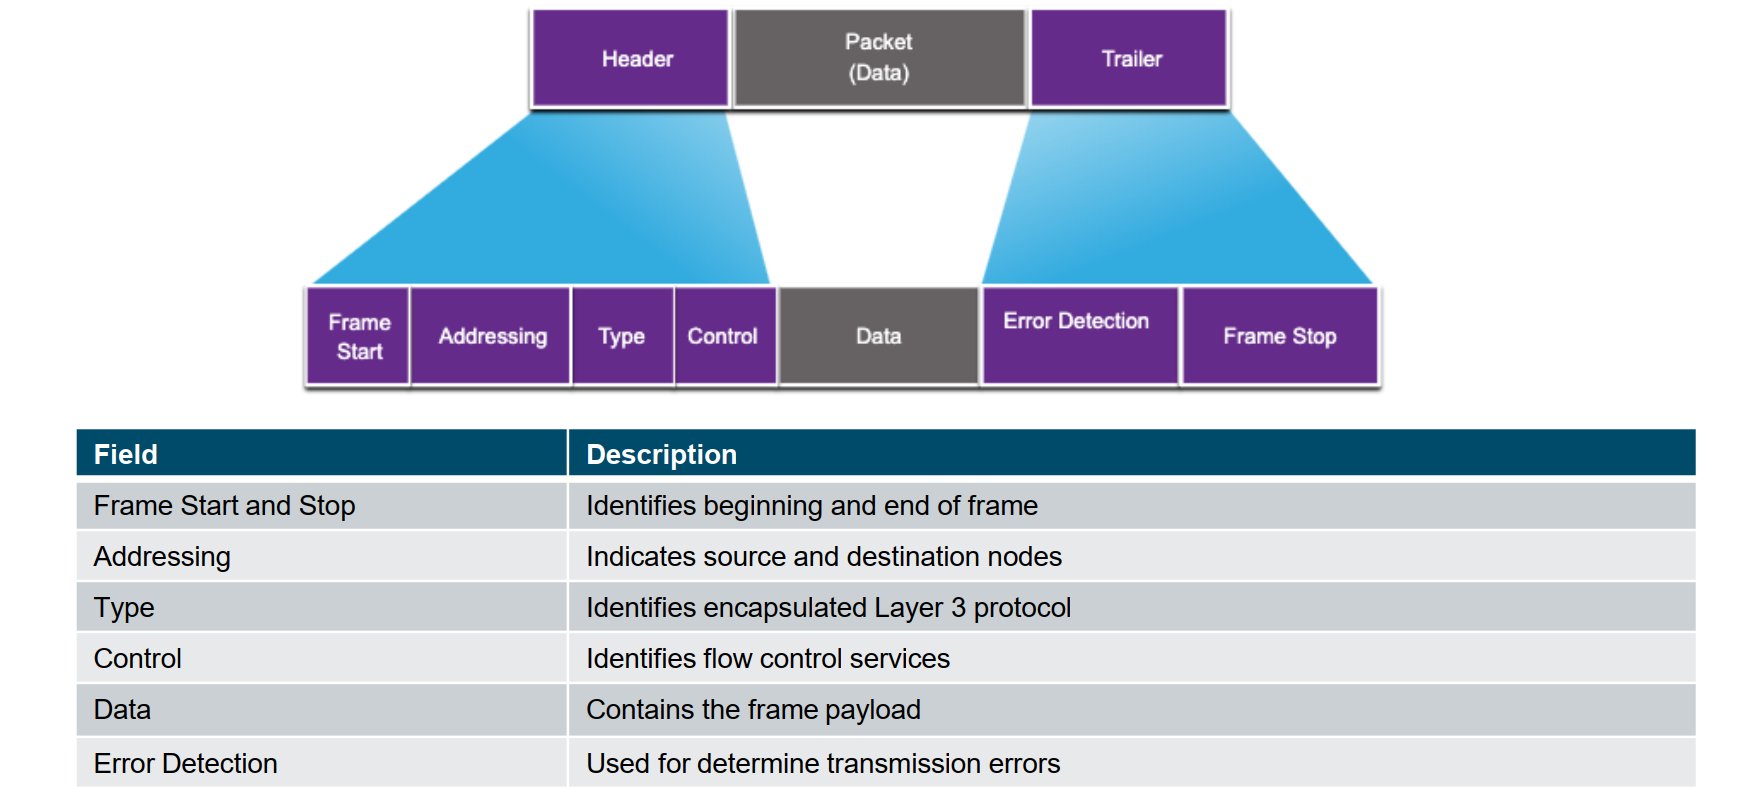 Header
Packet
(Data)
Trailer
Frame
Start
Addressing
Type
Control
Data
Error Detection
Frame Stop
Field Description
Frame Start and Stop Identifies beginning and end of frame
Addressing Indicates source and destination nodes
Type Identifies encapsulated Layer 3 protocol
Control Identifies flow control services
Data Contains the frame payload
Error Detection Used for determine transmission errors